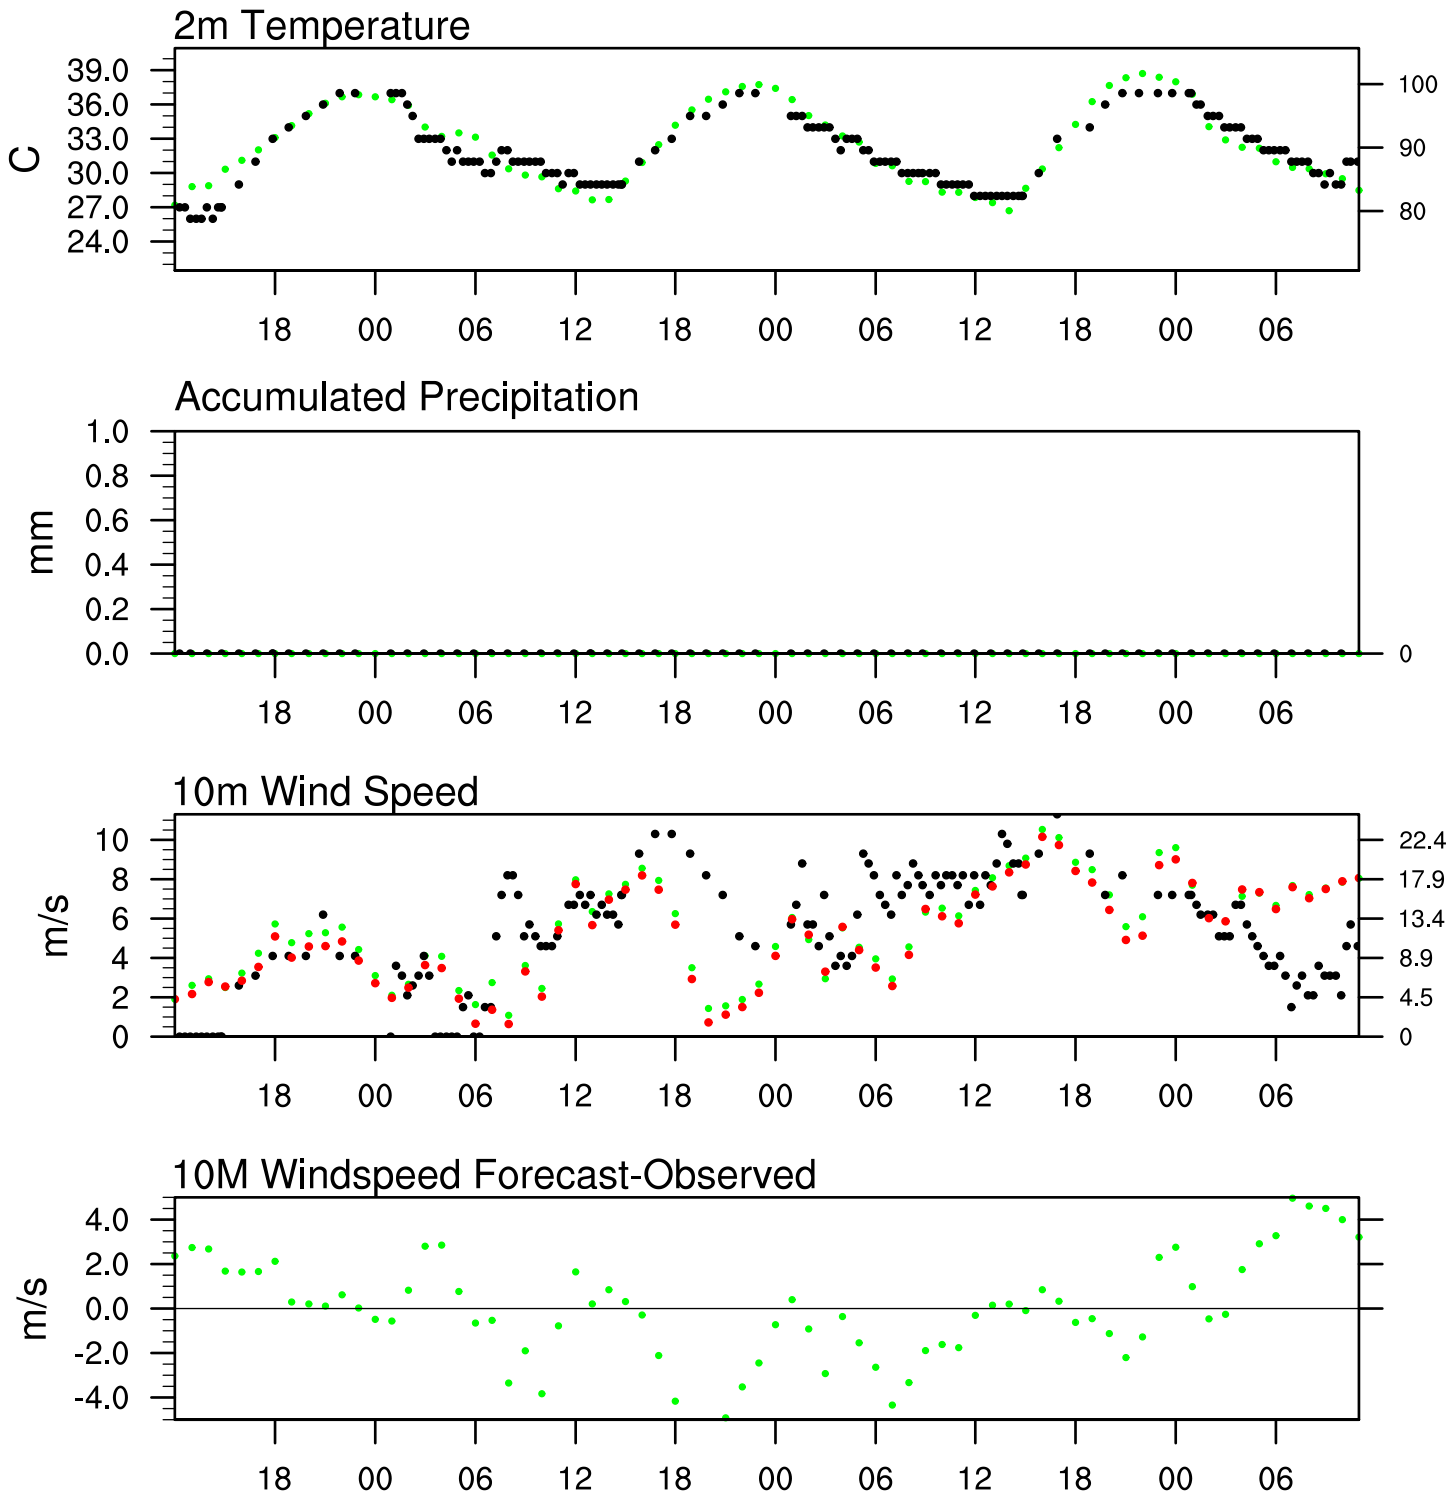 2m Temperature
39.0
36.0
33.0
30.0
27.0
24.0
C
100
90
80
18 00 06 12 18 00 06 12 18 00 06
Accumulated Precipitation
1.0
0.8
0.6
0.4
0.2
0.0
mm
0
18 00 06 12 18 00 06 12 18 00 06
10m Wind Speed
10
8
6
4
2
0
m/s
22.4
17.9
13.4
8.9
4.5
0
18 00 06 12 18 00 06 12 18 00 06
10M Windspeed Forecast-Observed
4.0
2.0
0.0
-2.0
-4.0
m/s
18 00 06 12 18 00 06 12 18 00 06